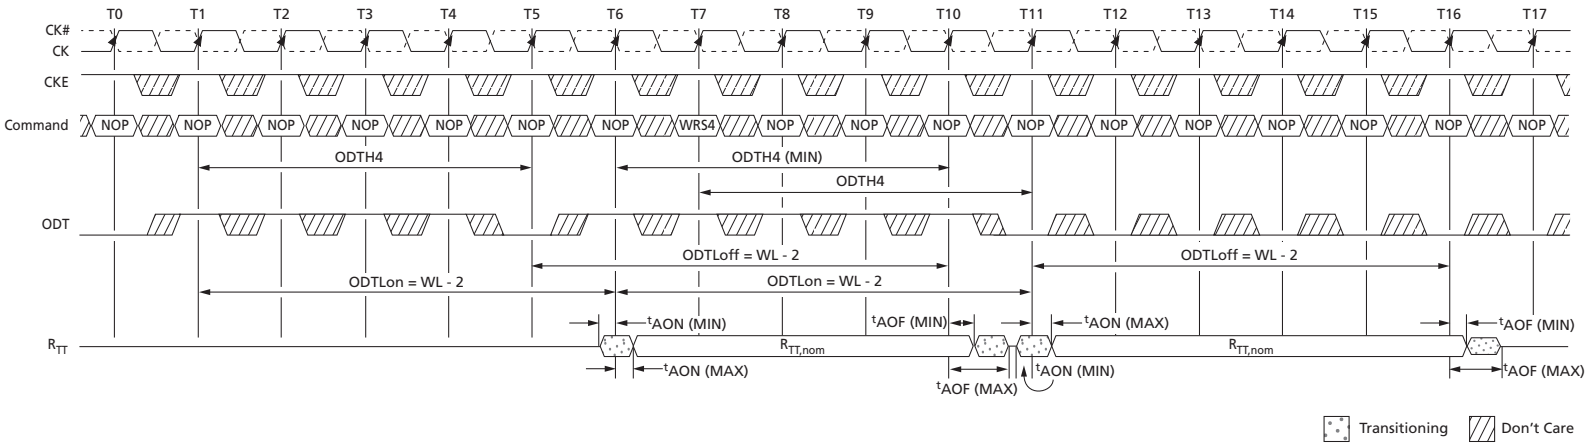 T0 T1 T2 T3 T4 T5 T6 T7 T8 T9 T10 T11 T12 T13 T14 T15 T16 T17
CK#
CK
CKE
Command NOP NOP NOP NOP NOP NOP NOP WRS4 NOP NOP NOP NOP NOP NOP NOP NOP NOP NOP
ODTH4 ODTH4 (MIN)
ODTH4
ODT
ODTLoff = WL - 2 ODTLoff = WL - 2
ODTLon = WL - 2 ODTLon = WL - 2
tAON (MIN) tAOF (MIN) tAON (MAX) tAOF (MIN)
RTT RTT,nom RTT,nom
tAON (MAX) tAON (MIN) tAOF (MAX)
tAOF (MAX)
Transitioning Don't Care